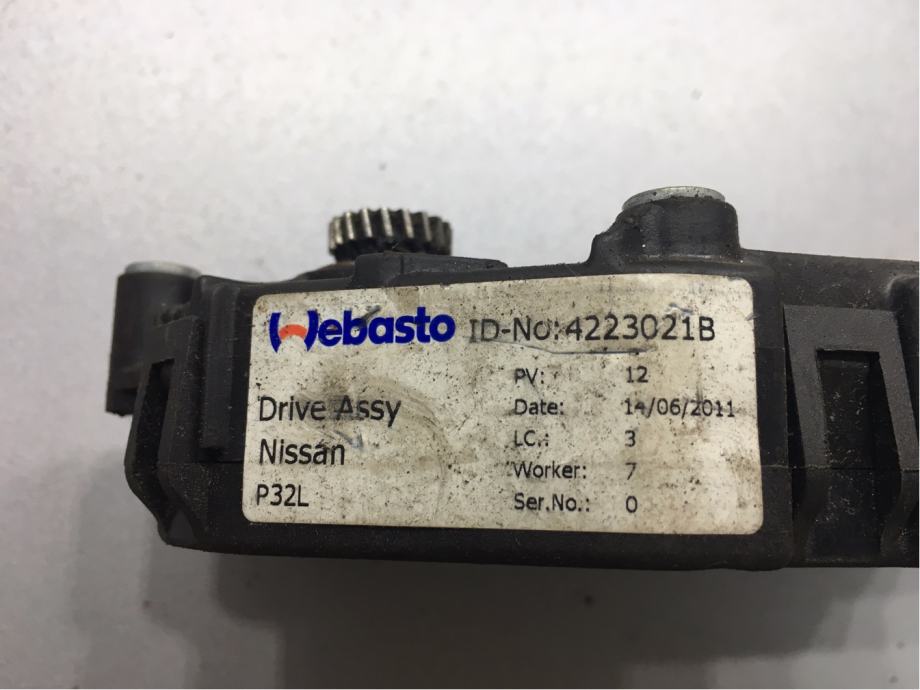 Webasto ID-No:4223021B
PV: 12
Drive Assy Date: 14/06/2011
LC.: 3
Nissan
Worker: 7
P32L Ser.No.: 0